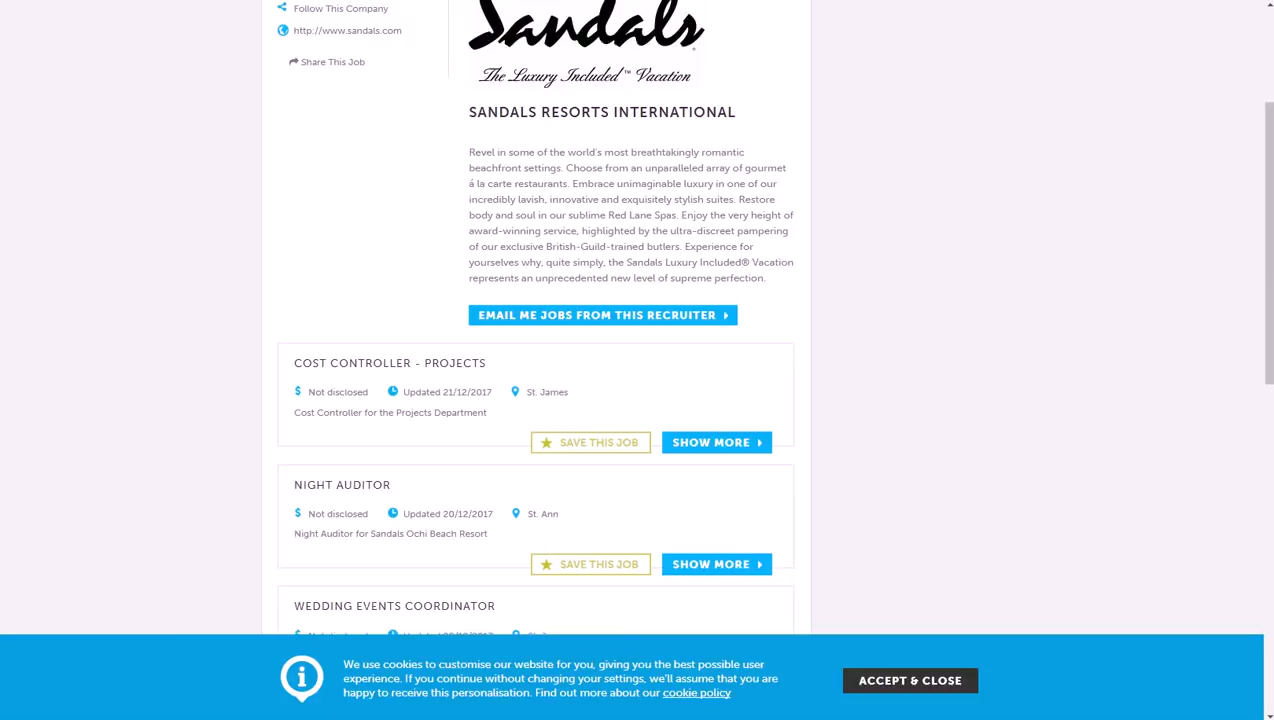 Follow This Company
http://www.sandals.com
Share This Job
Sandals
The Luxury Included™ Vacation
SANDALS RESORTS INTERNATIONAL
Revel in some of the world's most breathtakingly romantic
beachfront settings. Choose from an unparalleled array of gourmet
á la carte restaurants. Embrace unimaginable luxury in one of our
incredibly lavish, innovative and exquisitely stylish suites. Restore
body and soul in our sublime Red Lane Spas. Enjoy the very height of
award-winning service, highlighted by the ultra-discreet pampering
of our exclusive British-Guild-trained butlers. Experience for
yourselves why, quite simply, the Sandals Luxury Included® Vacation
represents an unprecedented new level of supreme perfection.
EMAIL ME JOBS FROM THIS RECRUITER
COST CONTROLLER - PROJECTS
$ Not disclosed Updated 21/12/2017 St. James
Cost Controller for the Projects Department
SAVE THIS JOB SHOW MORE
NIGHT AUDITOR
$ Not disclosed Updated 20/12/2017 St. Ann
Night Auditor for Sandals Ochi Beach Resort
SAVE THIS JOB SHOW MORE
WEDDING EVENTS COORDINATOR
We use cookies to customise our website for you, giving you the best possible user
experience. If you continue without changing your settings, we'll assume that you are
happy to receive this personalisation. Find out more about our cookie policy
ACCEPT & CLOSE